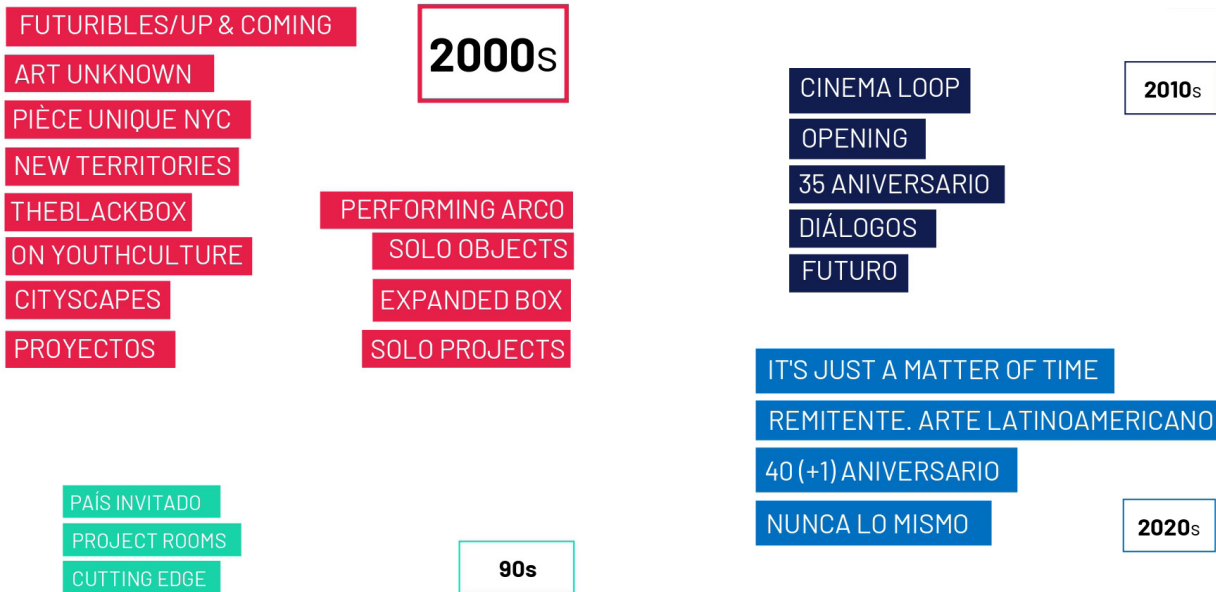 FUTURIBLES/UP & COMING
ART UNKNOWN
PIÈCE UNIQUE NYC
NEW TERRITORIES
THEBLACKBOX
ON YOUTHCULTURE
CITYSCAPES
PROYECTOS
2000s
PERFORMING ARCO
SOLO OBJECTS
EXPANDED BOX
SOLO PROJECTS
CINEMA LOOP
OPENING
35 ANIVERSARIO
DIÁLOGOS
FUTURO
2010s
PAÍS INVITADO
PROJECT ROOMS
CUTTING EDGE
90s
IT'S JUST A MATTER OF TIME
REMITENTE. ARTE LATINOAMERICANO
40 (+1) ANIVERSARIO
NUNCA LO MISMO
2020s